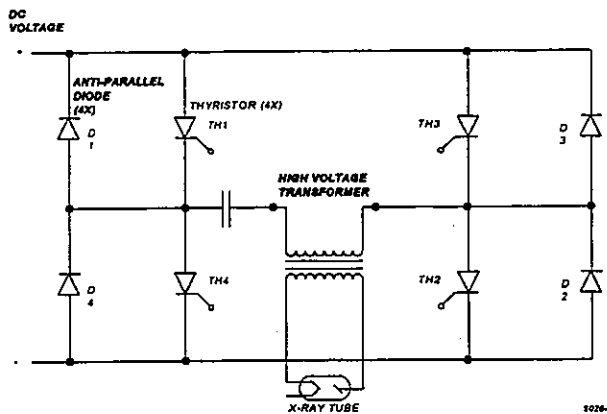 DC
VOLTAGE
ANTI-PARALLEL
DIODE
(4X)
THYRISTOR (4X)
D
1
TH1
TH3
D
3
HIGH VOLTAGE
TRANSFORMER
D
4
TH4
TH2
D
2
X-RAY TUBE